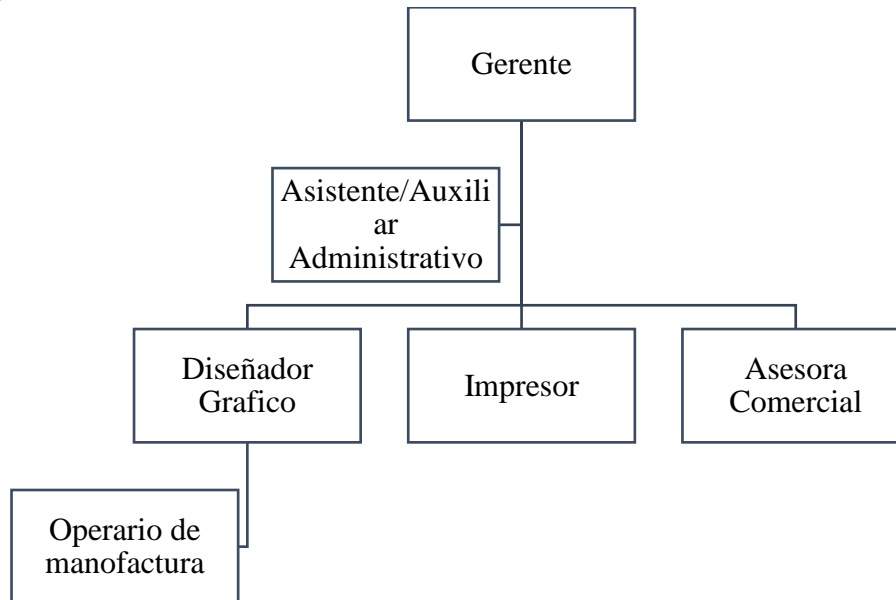 Gerente
Asistente/Auxili
ar
Administrativo
Diseñador
Grafico
Impresor
Asesora
Comercial
Operario de
manofactura